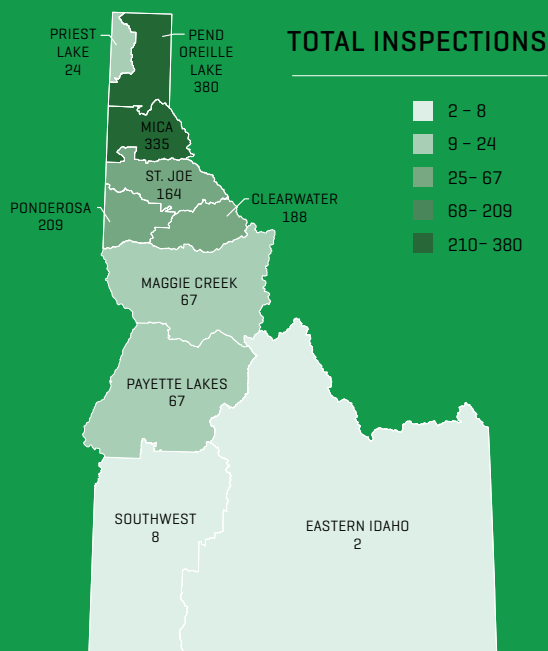 TOTAL INSPECTIONS
PRIEST
LAKE
24
PEND
OREILLE
LAKE
380
2 – 8
9 – 24
25– 67
68– 209
210– 380
MICA
335
ST. JOE
164
PONDEROSA
209
CLEARWATER
188
MAGGIE CREEK
67
PAYETTE LAKES
67
SOUTHWEST
8
EASTERN IDAHO
2